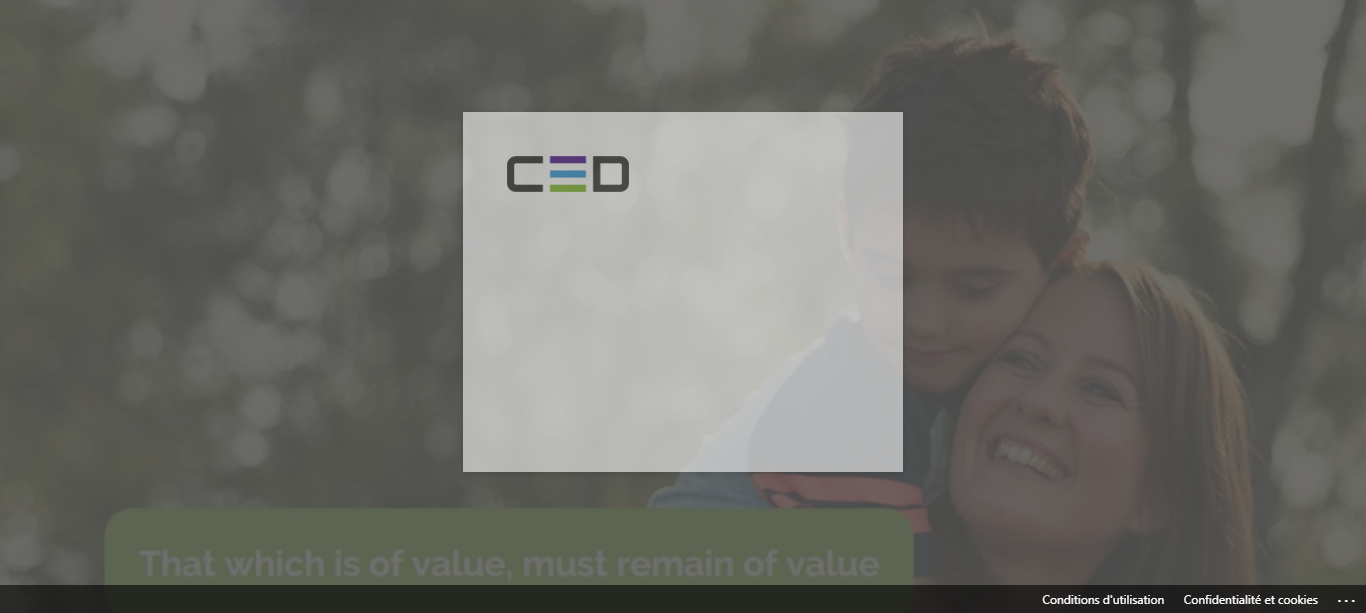 CED
That which is of value, must remain of value
Conditions d'utilisation Confidentialité et cookies ...